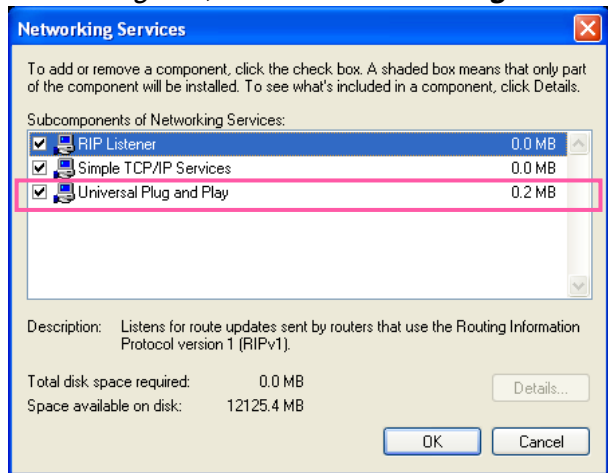 Networking Services
To add or remove a component, click the check box. A shaded box means that only part
of the component will be installed. To see what's included in a component, click Details.
Subcomponents of Networking Services:
RIP Listener 0.0 MB
Simple TCP/IP Services 0.0 MB
Universal Plug and Play 0.2 MB
Description: Listens for route updates sent by routers that use the Routing Information
Protocol version 1 (RIPv1).
Total disk space required: 0.0 MB
Details...
Space available on disk: 12125.4 MB
OK Cancel